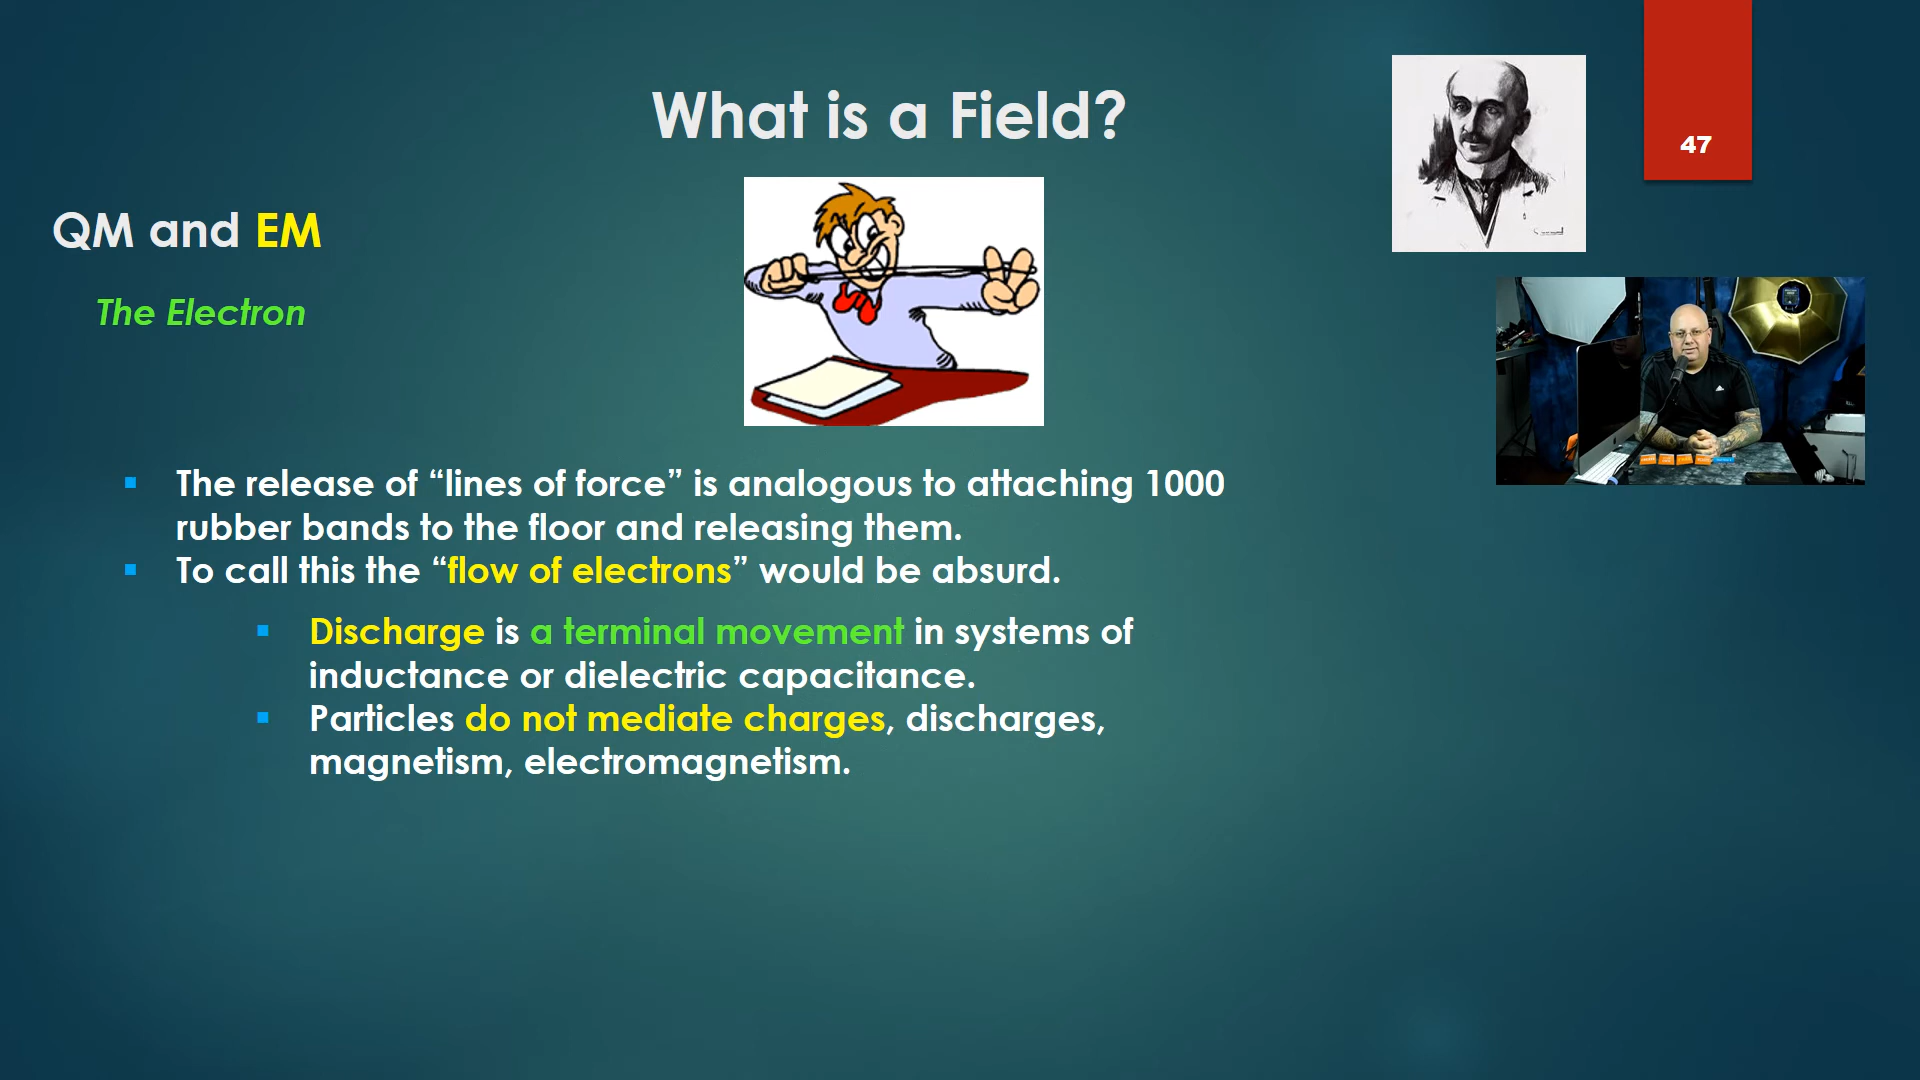 What is a Field?
47
QM and EM
The Electron
The release of “lines of force” is analogous to attaching 1000
rubber bands to the floor and releasing them.
To call this the “flow of electrons” would be absurd.
Discharge is a terminal movement in systems of
inductance or dielectric capacitance.
Particles do not mediate charges, discharges,
magnetism, electromagnetism.